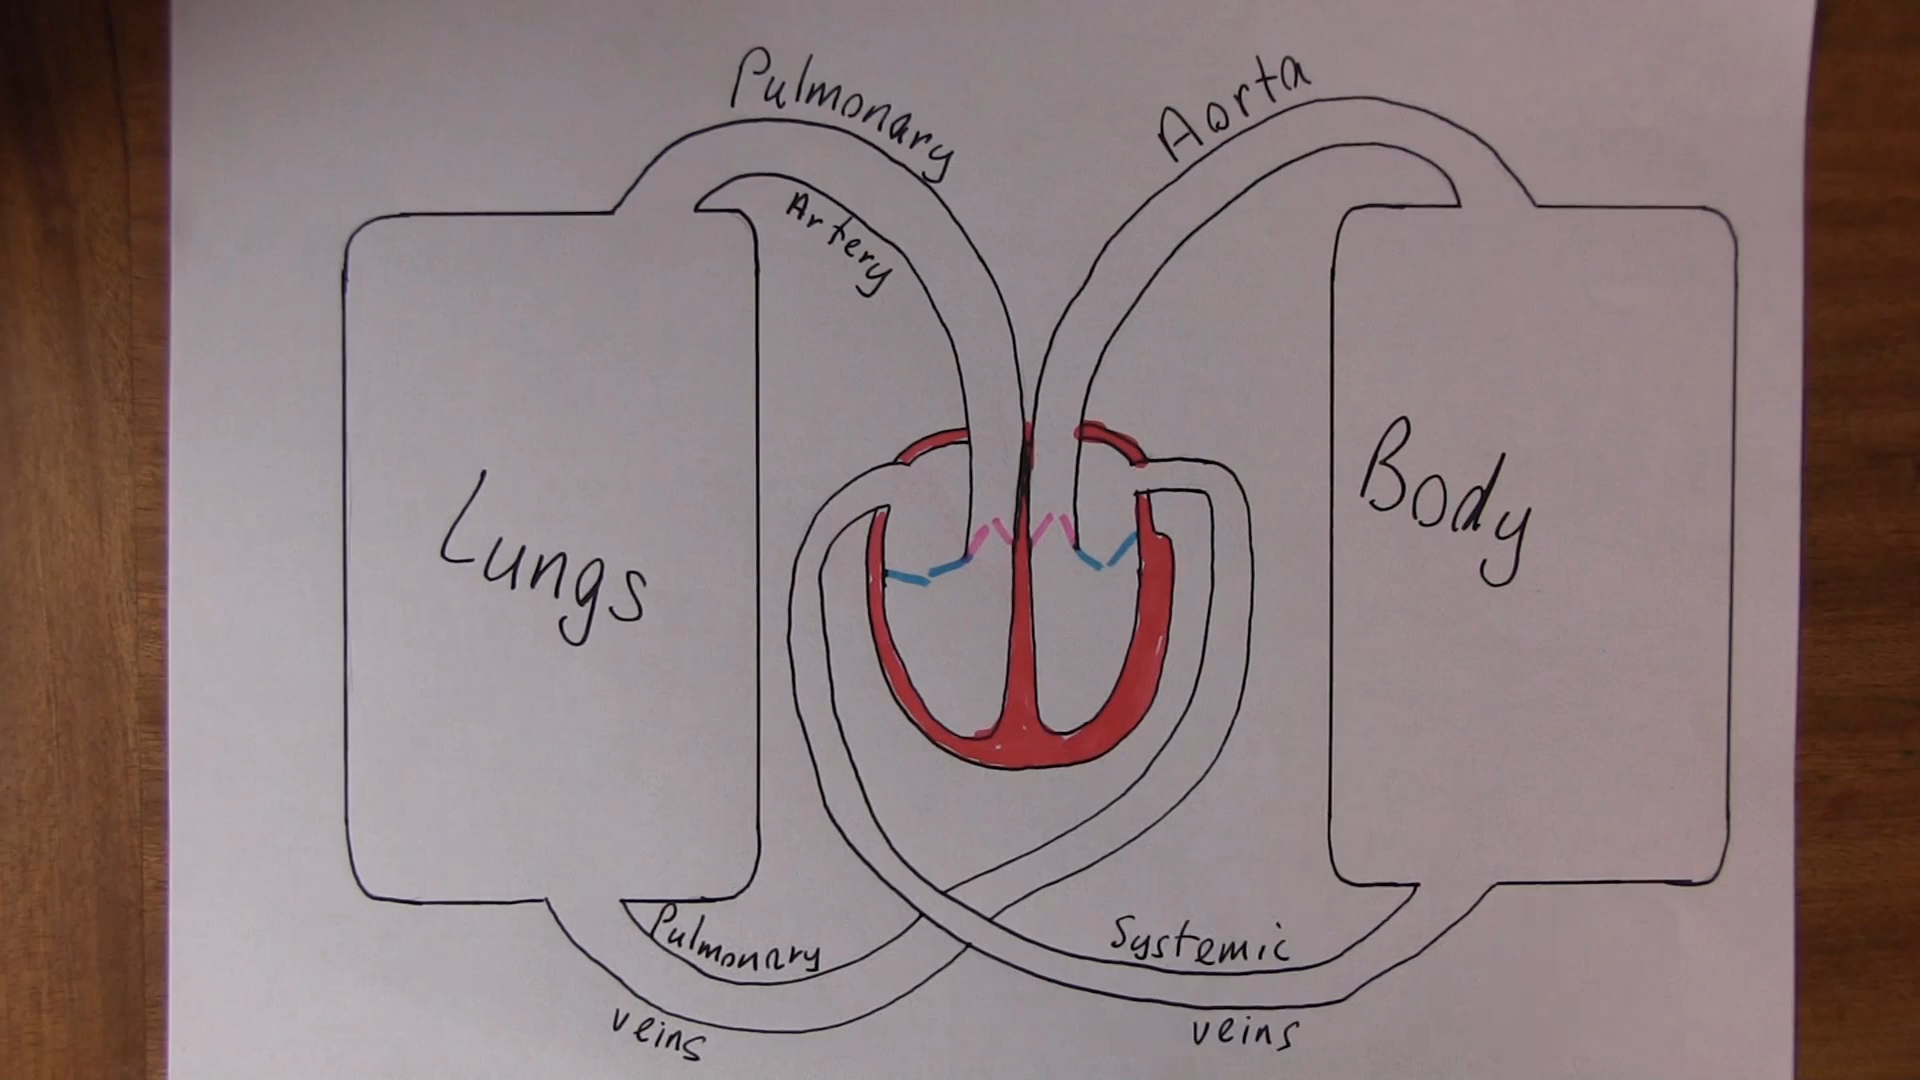 Pulmonary
Artery
Aorta
Lungs
Body
Pulmonary
veins
Systemic
veins